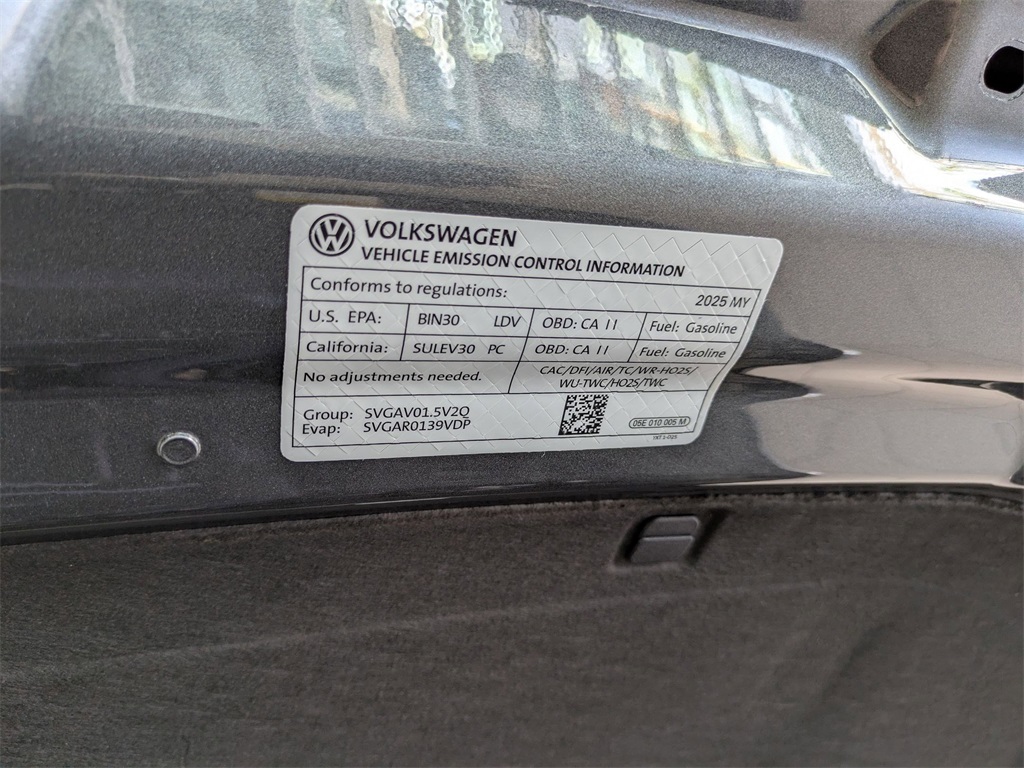 VOLKSWAGEN
VEHICLE EMISSION CONTROL INFORMATION
Conforms to regulations: 2025 MY
U.S. EPA: BIN30 LDV OBD: CA II Fuel: Gasoline
California: SULEV30 PC OBD: CA II Fuel: Gasoline
No adjustments needed. CAC/DFI/AIR/TC/WR-HO2S/
WU-TWC/HO2S/TWC
Group: SVGAV01.5V2Q
Evap: SVGAR0139VDP
05E 010 005 M